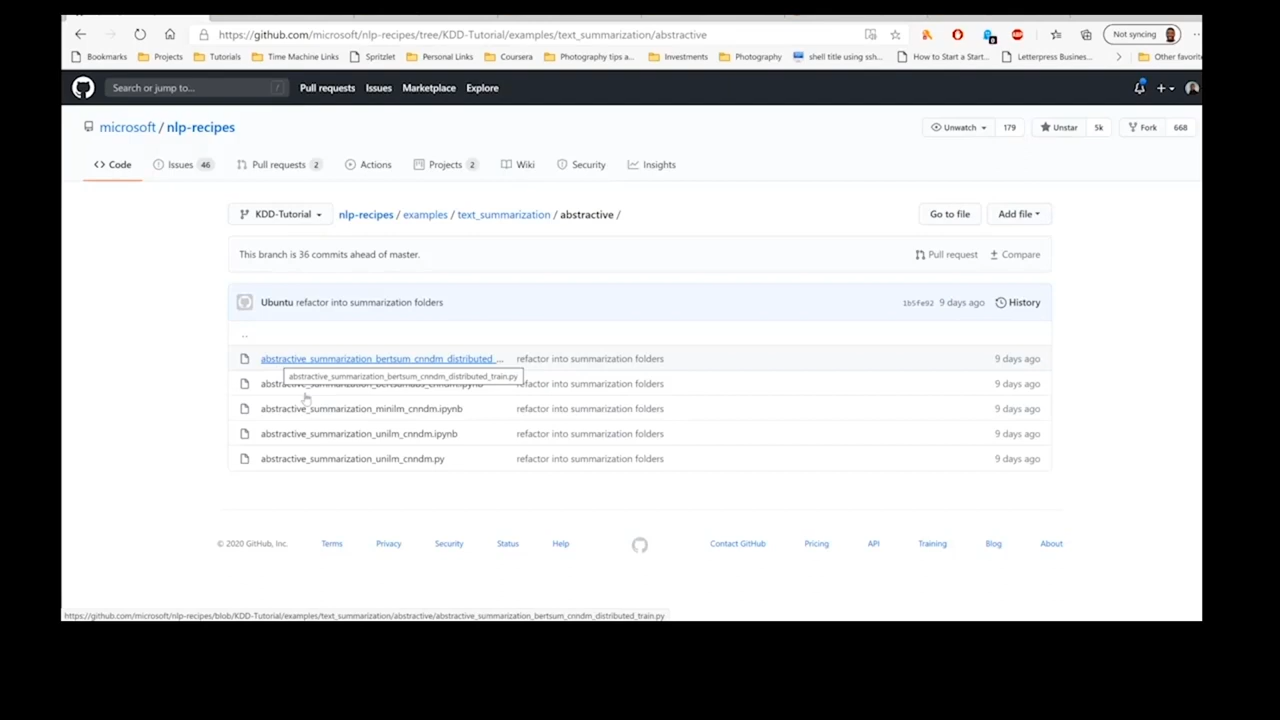 https://github.com/microsoft/nlp-recipes/tree/KDD-Tutorial/examples/text_summarization/abstractive
Not syncing
Bookmarks Projects Tutorials Time Machine Links Spritzlet Personal Links Coursera Photography tips a... Investments Photography shell title using ssh... How to Start a Start... Letterpress Busines... Other favorite
Search or jump to... / Pull requests Issues Marketplace Explore
microsoft / nlp-recipes Unwatch 179 Unstar 5k Fork 668
<> Code Issues 46 Pull requests 2 Actions Projects 2 Wiki Security Insights
KDD-Tutorial nlp-recipes / examples / text_summarization / abstractive / Go to file Add file
This branch is 36 commits ahead of master. Pull request Compare
Ubuntu refactor into summarization folders 1b5fe92 9 days ago History
..
abstractive_summarization_bertsum_cnndm_distributed_... refactor into summarization folders 9 days ago
abstractive_summarization_bertsum_cnndm_distributed_train.py
abstractive_summarization_bertsumabs_cnndm.ipynb refactor into summarization folders 9 days ago
abstractive_summarization_minilm_cnndm.ipynb refactor into summarization folders 9 days ago
abstractive_summarization_unilm_cnndm.ipynb refactor into summarization folders 9 days ago
abstractive_summarization_unilm_cnndm.py refactor into summarization folders 9 days ago
© 2020 GitHub, Inc. Terms Privacy Security Status Help Contact GitHub Pricing API Training Blog About
https://github.com/microsoft/nlp-recipes/blob/KDD-Tutorial/examples/text_summarization/abstractive/abstractive_summarization_bertsum_cnndm_distributed_train.py